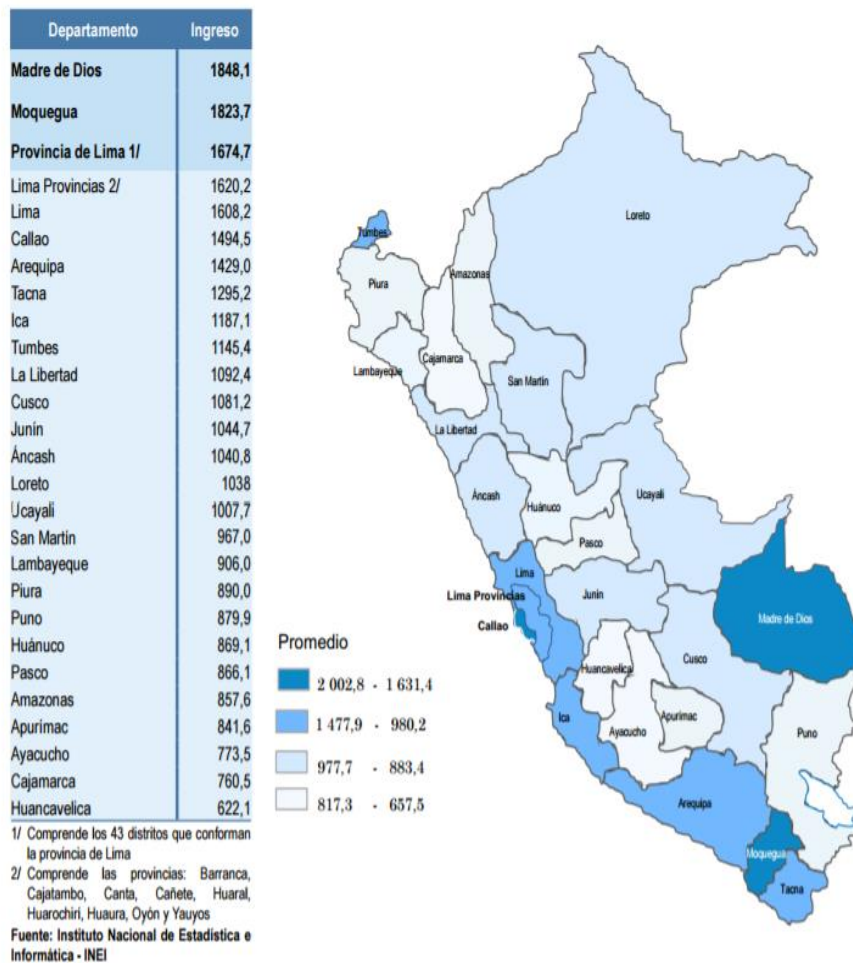 Departamento Ingreso
Madre de Dios 1848,1
Moquegua 1823,7
Provincia de Lima 1/ 1674,7
Lima Provincias 2/ 1620,2
Lima 1608,2
Callao 1494,5
Arequipa 1429,0
Tacna 1295,2
Ica 1187,1
Tumbes 1145,4
La Libertad 1092,4
Cusco 1081,2
Junín 1044,7
Áncash 1040,8
Loreto 1038
Ucayali 1007,7
San Martín 967,0
Lambayeque 906,0
Piura 890,0
Puno 879,9
Huánuco 869,1
Pasco 866,1
Amazonas 857,6
Apurímac 841,6
Ayacucho 773,5
Cajamarca 760,5
Huancavelica 622,1
1/ Comprende los 43 distritos que conforman
la provincia de Lima
2/ Comprende las provincias: Barranca,
Cajatambo, Canta, Cañete, Huaral,
Huarochirí, Huaura, Oyón y Yauyos
Fuente: Instituto Nacional de Estadística e
Informática - INEI
Loreto
Tumbes
Amazonas
Piura
Cajamarca
Lambayeque
San Martín
La Libertad
Ucayali
Áncash
Huánuco
Pasco
Lima
Lima Provincias
Junín
Callao
Madre de Dios
Huancavelica
Cusco
Ica
Apurímac
Ayacucho
Puno
Arequipa
Moquegua
Tacna
Promedio
2 002,8 - 1 631,4
1 477,9 - 980,2
977,7 - 883,4
817,3 - 657,5